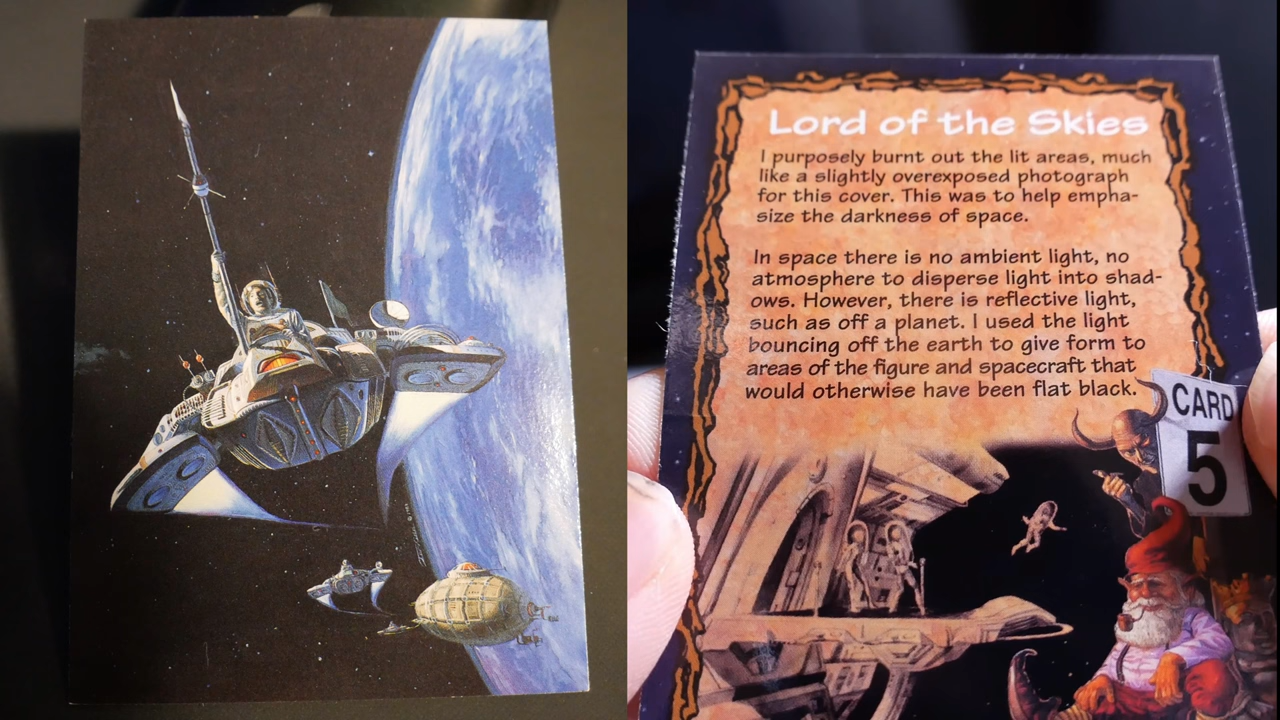 Lord of the Skies
I purposely burnt out the lit areas, much
like a slightly overexposed photograph
for this cover. This was to help empha-
size the darkness of space.
In space there is no ambient light, no
atmosphere to disperse light into shad-
ows. However, there is reflective light,
such as off a planet. I used the light
bouncing off the earth to give form to
areas of the figure and spacecraft that
would otherwise have been flat black.
CARD
5